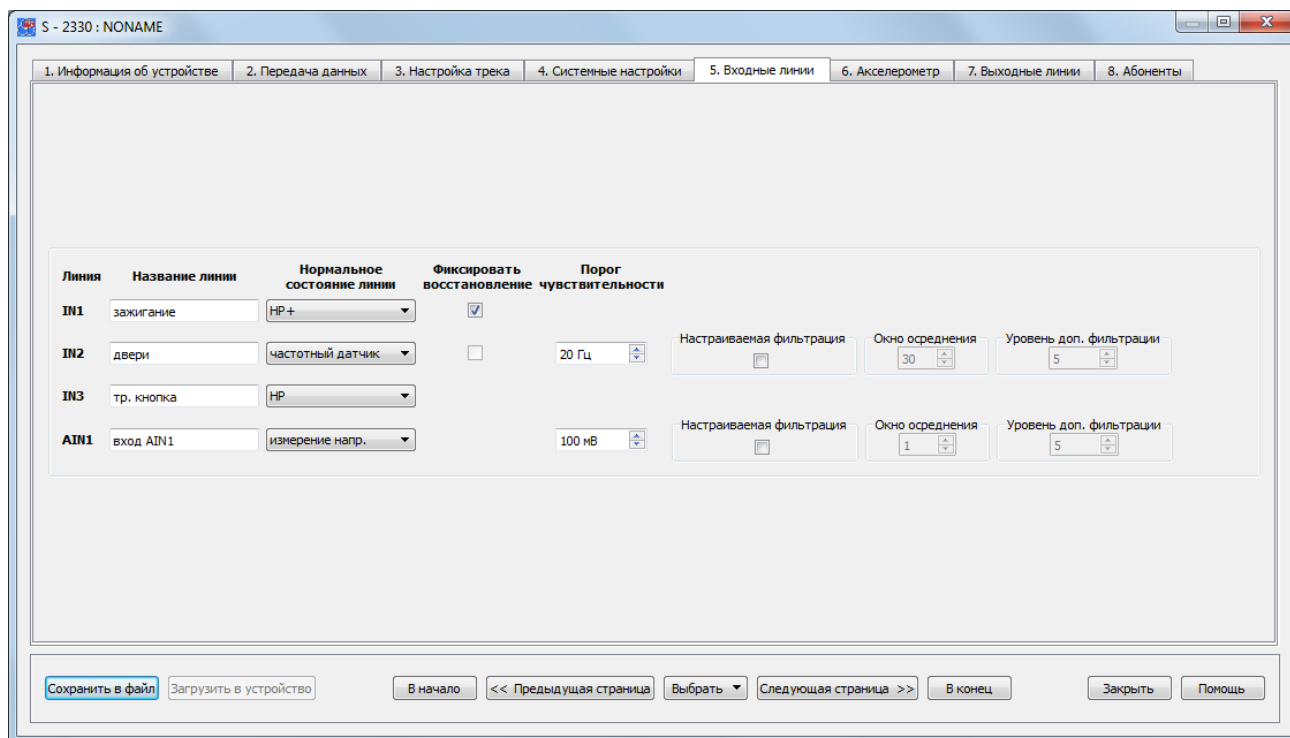 S - 2330 : NONAME
1. Информация об устройстве 2. Передача данных 3. Настройка трека 4. Системные настройки 5. Входные линии 6. Акселерометр 7. Выходные линии 8. Абоненты
Линия Название линии Нормальное состояние линии Фиксировать восстановление Порог чувствительности
IN1 зажигание НР+
IN2 двери частотный датчик 20 Гц Настраиваемая фильтрация Окно осреднения 30 Уровень доп. фильтрации 5
IN3 тр. кнопка НР
AIN1 вход AIN1 измерение напр. 100 мВ Настраиваемая фильтрация Окно осреднения 1 Уровень доп. фильтрации 5
Сохранить в файл Загрузить в устройство В начало << Предыдущая страница Выбрать Следующая страница >> В конец Закрыть Помощь